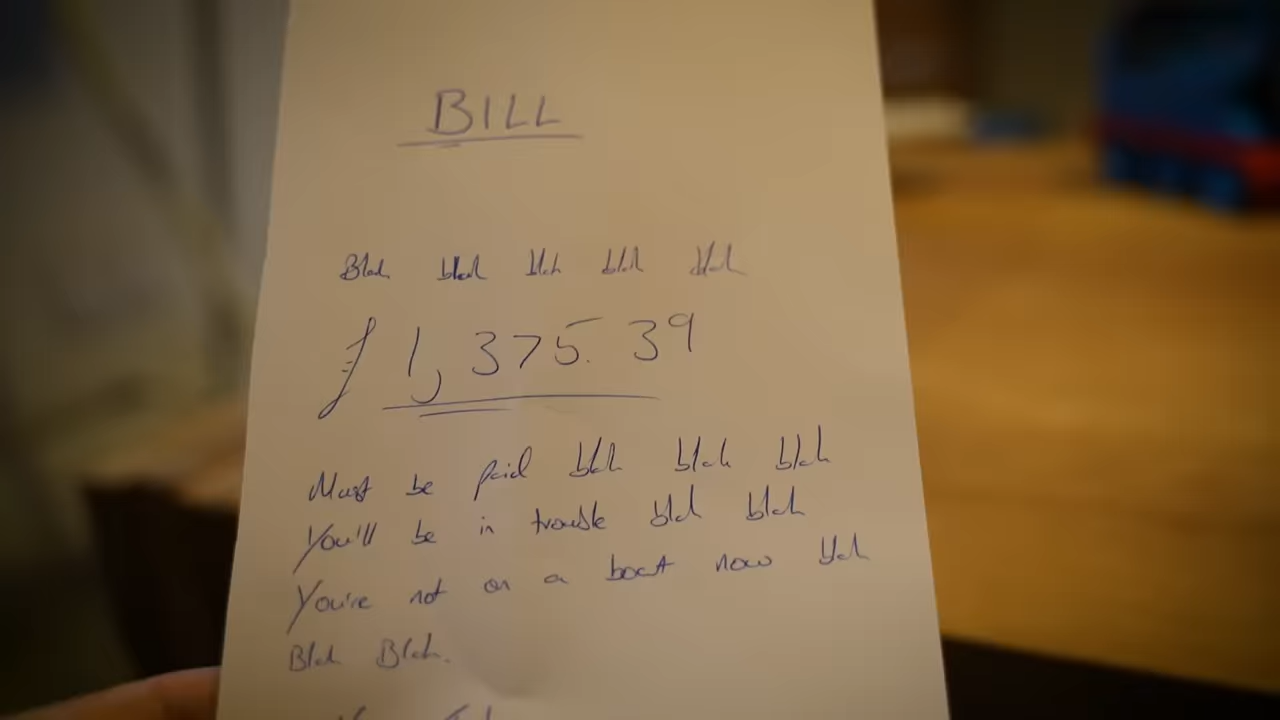 BILL
Blah blah blah blah blah
£1,375.39
Must be paid blah blah blah
You'll be in trouble blah blah
You're not on a boat now blah
Blah Blah.